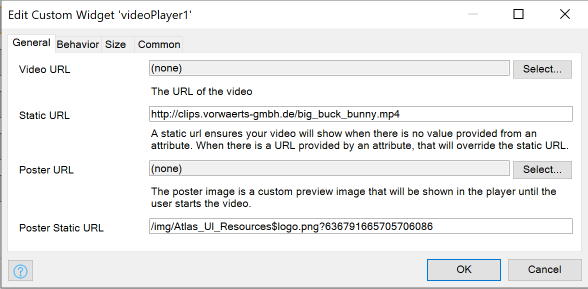 Edit Custom Widget 'videoPlayer1'
General Behavior Size Common
Video URL (none) Select...
The URL of the video
Static URL http://clips.vorwaerts-gmbh.de/big_buck_bunny.mp4
A static url ensures your video will show when there is no value provided from an
attribute. When there is a URL provided by an attribute, that will override the static URL.
Poster URL (none) Select...
The poster image is a custom preview image that will be shown in the player until the
user starts the video.
Poster Static URL /img/Atlas_UI_Resources$logo.png?636791665705706086
? OK Cancel